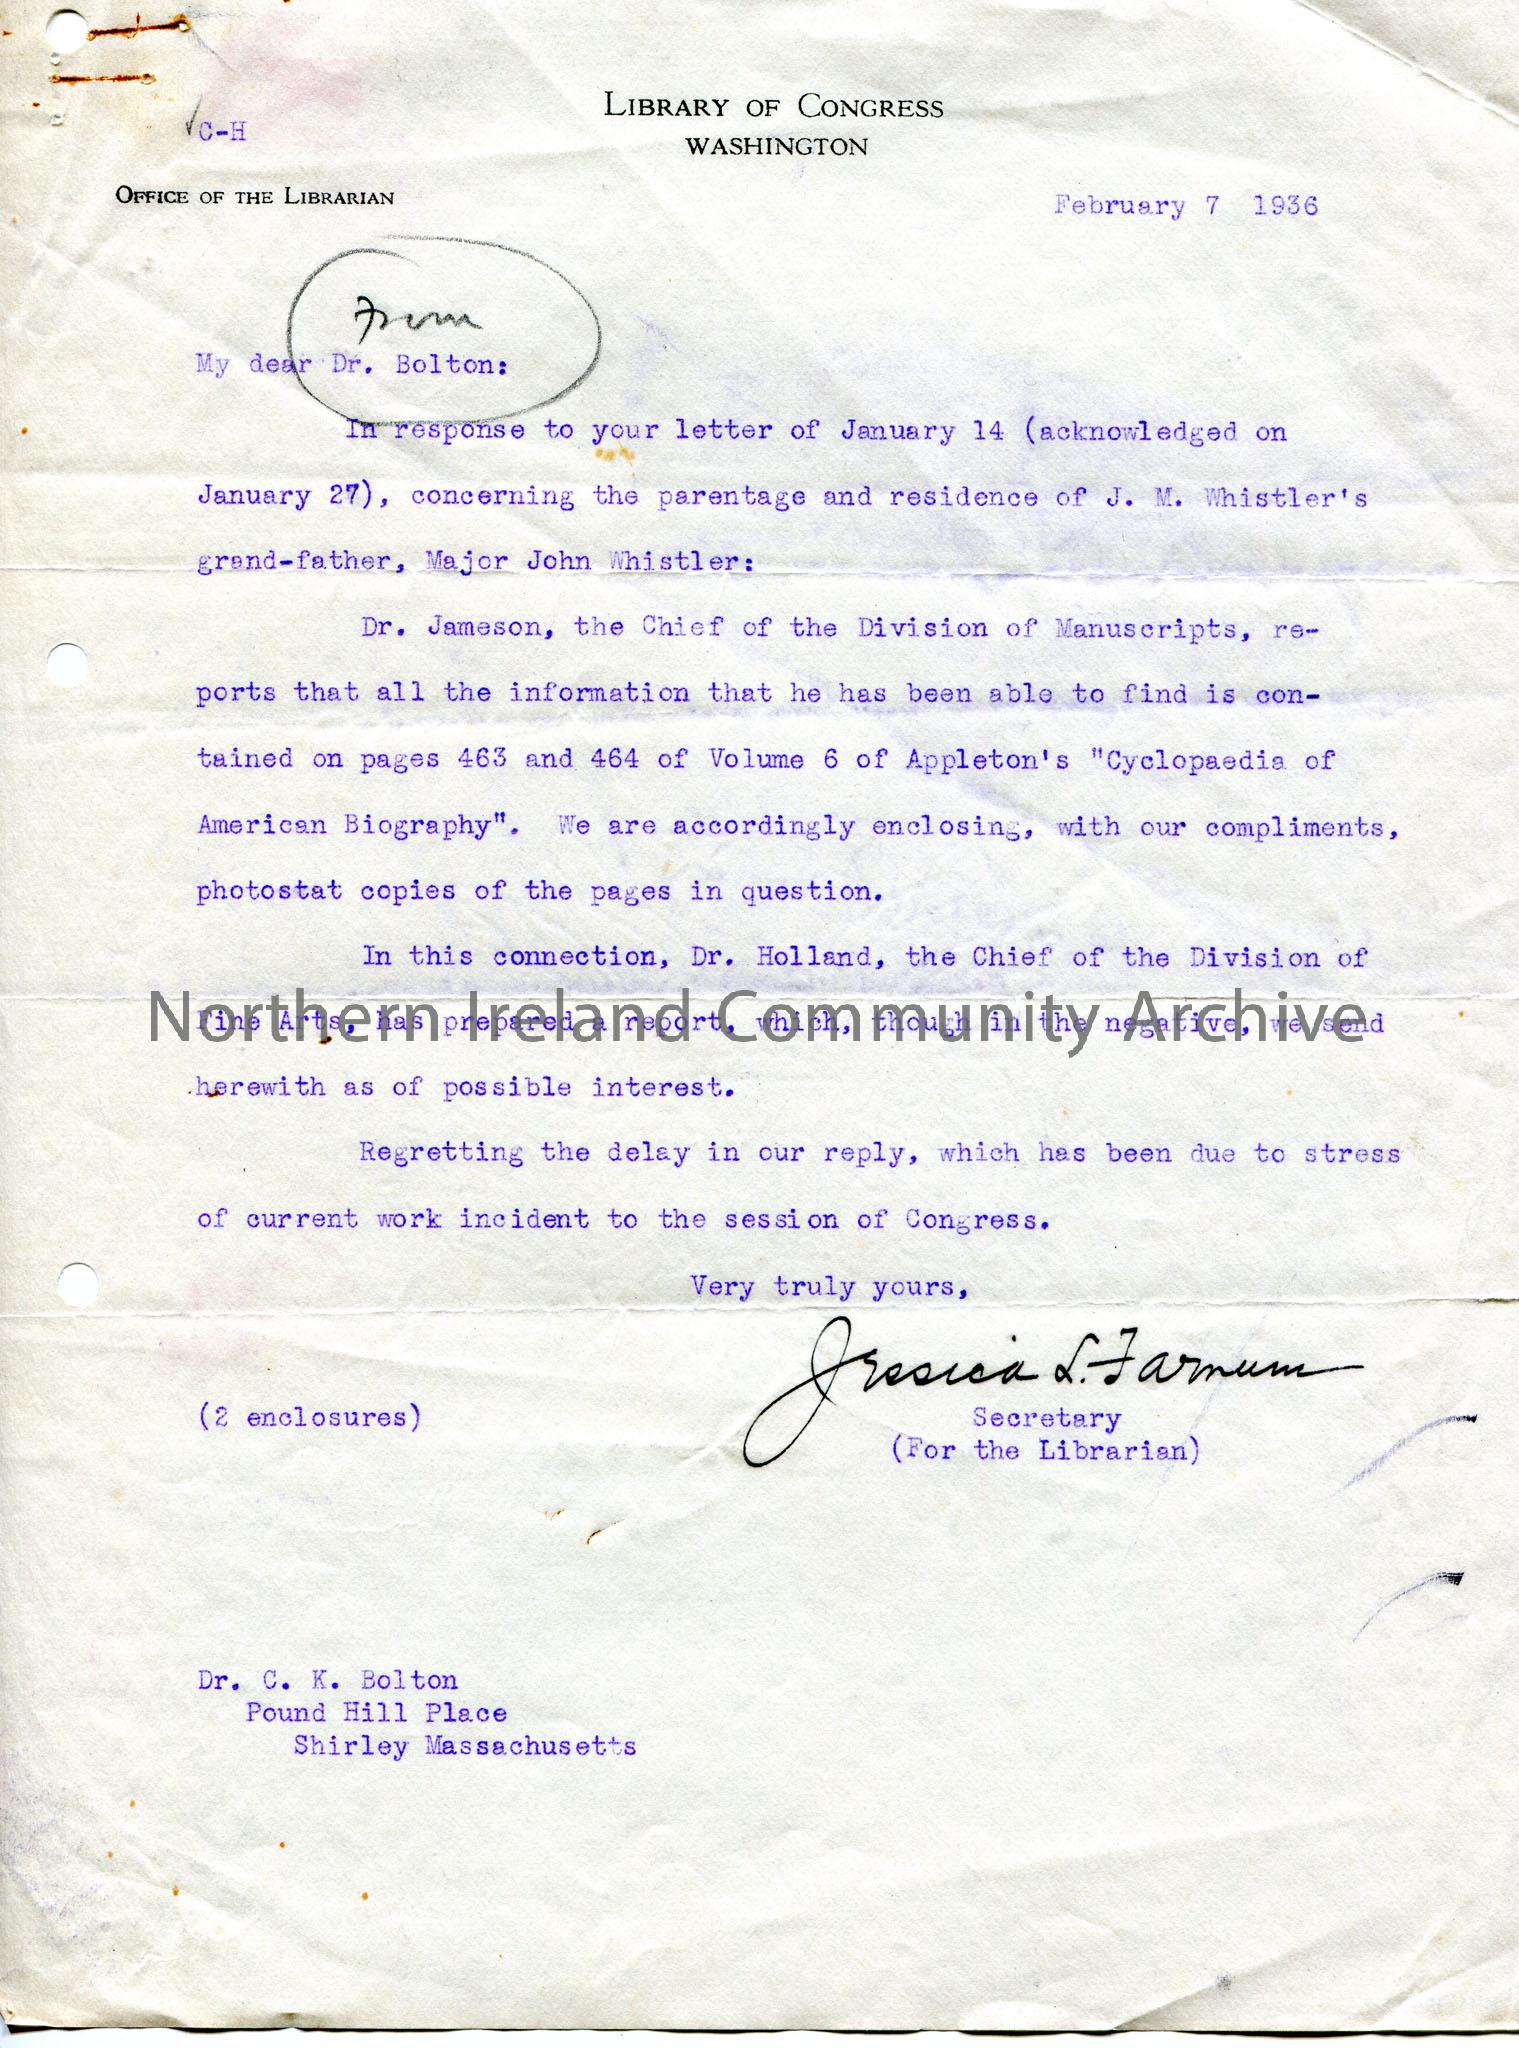 Library of Congress
Washington
C-H
Office of the Librarian
February 7 1936
From
My dear Dr. Bolton:
In response to your letter of January 14 (acknowledged on
January 27), concerning the parentage and residence of J. M. Whistler's
grand-father, Major John Whistler:
Dr. Jameson, the Chief of the Division of Manuscripts, re-
ports that all the information that he has been able to find is con-
tained on pages 463 and 464 of Volume 6 of Appleton's "Cyclopaedia of
American Biography". We are accordingly enclosing, with our compliments,
photostat copies of the pages in question.
In this connection, Dr. Holland, the Chief of the Division of
Fine Arts, has prepared a report, which, though in the negative, we send
Northern Ireland Community Archive
herewith as of possible interest.
Regretting the delay in our reply, which has been due to stress
of current work incident to the session of Congress.
Very truly yours,
Jessica L. Farnum
(2 enclosures)
Secretary
(For the Librarian)
Dr. C. K. Bolton
Pound Hill Place
Shirley Massachusetts